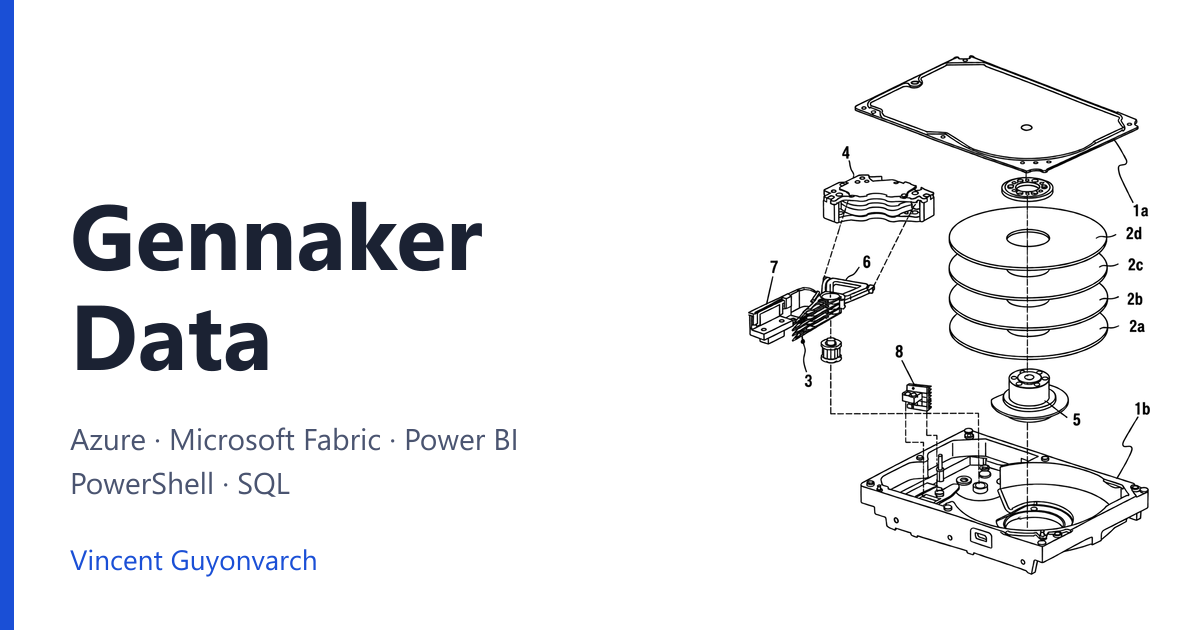 Gennaker
Data
Azure · Microsoft Fabric · Power BI
PowerShell · SQL
Vincent Guyonvarch
4
1a
2d
7
6
2c
2b
2a
8
3
1b
5